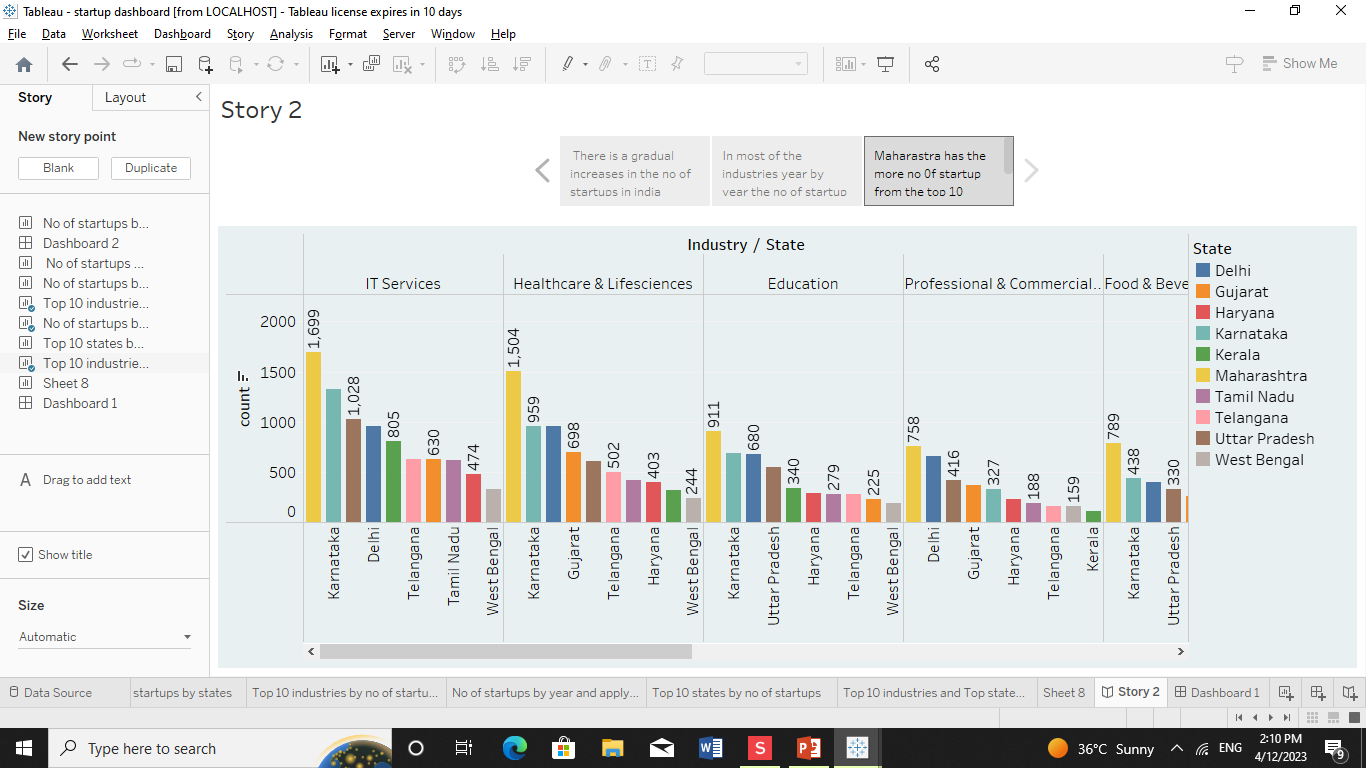 Tableau - startup dashboard [from LOCALHOST] - Tableau license expires in 10 days
File Data Worksheet Dashboard Story Analysis Format Server Window Help
Show Me
Story Layout
New story point
Blank Duplicate
No of startups b...
Dashboard 2
No of startups ...
No of startups b...
Top 10 industrie...
No of startups b...
Top 10 states b...
Top 10 industrie...
Sheet 8
Dashboard 1
A Drag to add text
Show title
Size
Automatic
Story 2
There is a gradual
increases in the no of
startups in india
In most of the
industries year by
year the no of startup
Maharastra has the
more no 0f startup
from the top 10
Industry / State
IT Services Healthcare & Lifesciences Education Professional & Commercial.. Food & Beve
count
2000
1500
1000
500
0
1,699 1,028 805 630 474
1,504 959 698 502 403 244
911 680 340 279 225
758 416 327 188 159
789 438 330
Karnataka Delhi Telangana Tamil Nadu West Bengal
Karnataka Gujarat Telangana Haryana West Bengal
Karnataka Uttar Pradesh Haryana Telangana West Bengal
Delhi Gujarat Haryana Telangana Kerala
Karnataka Uttar Pradesh
State
Delhi
Gujarat
Haryana
Karnataka
Kerala
Maharashtra
Tamil Nadu
Telangana
Uttar Pradesh
West Bengal
Data Source startups by states Top 10 industries by no of startu... No of startups by year and apply... Top 10 states by no of startups Top 10 industries and Top state... Sheet 8 Story 2 Dashboard 1
Type here to search
W S P
36°C Sunny ENG
2:10 PM
4/12/2023
9